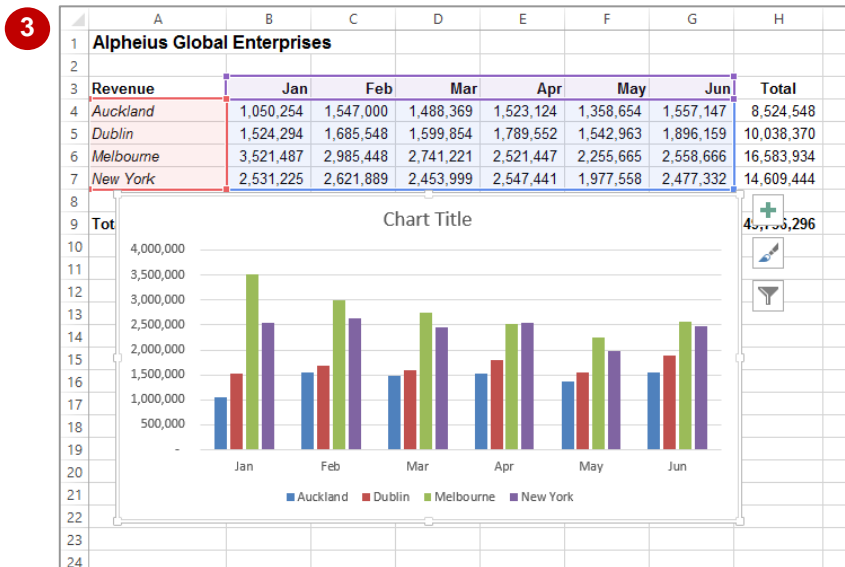 3
A B C D E F G H
1 Alpheius Global Enterprises
2
3 Revenue Jan Feb Mar Apr May Jun Total
4 Auckland 1,050,254 1,547,000 1,488,369 1,523,124 1,358,654 1,557,147 8,524,548
5 Dublin 1,524,294 1,685,548 1,599,854 1,789,552 1,542,963 1,896,159 10,038,370
6 Melbourne 3,521,487 2,985,448 2,741,221 2,521,447 2,255,665 2,558,666 16,583,934
7 New York 2,531,225 2,621,889 2,453,999 2,547,441 1,977,558 2,477,332 14,609,444
8
9 Tot
10
11
12
13
14
15
16
17
18
19
20
21
22
23
24
Chart Title
4,000,000
3,500,000
3,000,000
2,500,000
2,000,000
1,500,000
1,000,000
500,000
-
Jan Feb Mar Apr May Jun
Auckland Dublin Melbourne New York